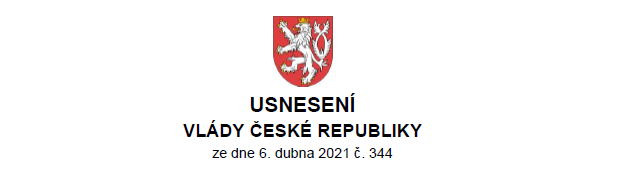 USNESENÍ
VLÁDY ČESKÉ REPUBLIKY
ze dne 6. dubna 2021 č. 344